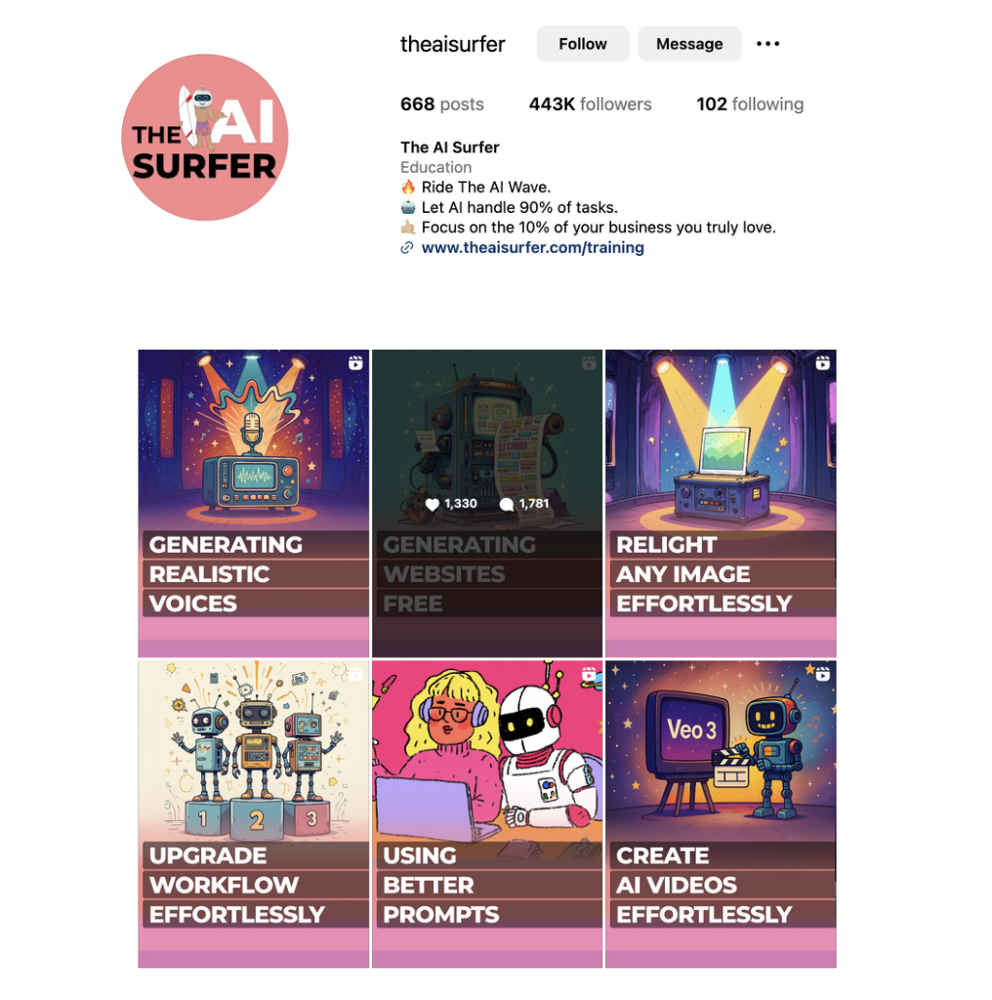 theaisurfer Follow Message •••
668 posts 443K followers 102 following
THE AI
SURFER
The AI Surfer
Education
🔥 Ride The AI Wave.
🤖 Let AI handle 90% of tasks.
🤙🏼 Focus on the 10% of your business you truly love.
www.theaisurfer.com/training
GENERATING
REALISTIC
VOICES
1,330 1,781
GENERATING
WEBSITES
FREE
RELIGHT
ANY IMAGE
EFFORTLESSLY
1 2 3
UPGRADE
WORKFLOW
EFFORTLESSLY
USING
BETTER
PROMPTS
Veo 3
CREATE
AI VIDEOS
EFFORTLESSLY